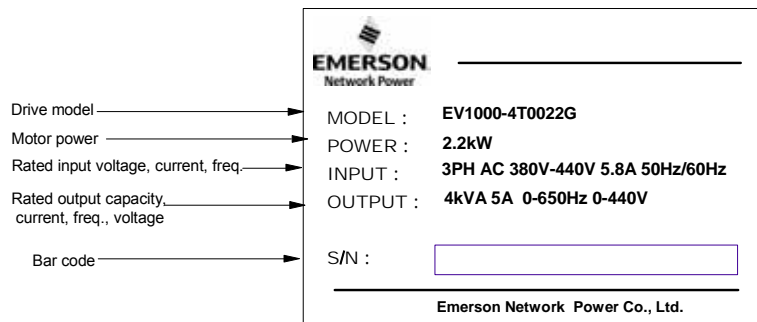 EMERSON
Network Power
Drive model
MODEL : EV1000-4T0022G
Motor power
POWER : 2.2kW
Rated input voltage, current, freq.
INPUT : 3PH AC 380V-440V 5.8A 50Hz/60Hz
Rated output capacity,
current, freq., voltage
OUTPUT : 4kVA 5A 0-650Hz 0-440V
Bar code
S/N :
Emerson Network Power Co., Ltd.